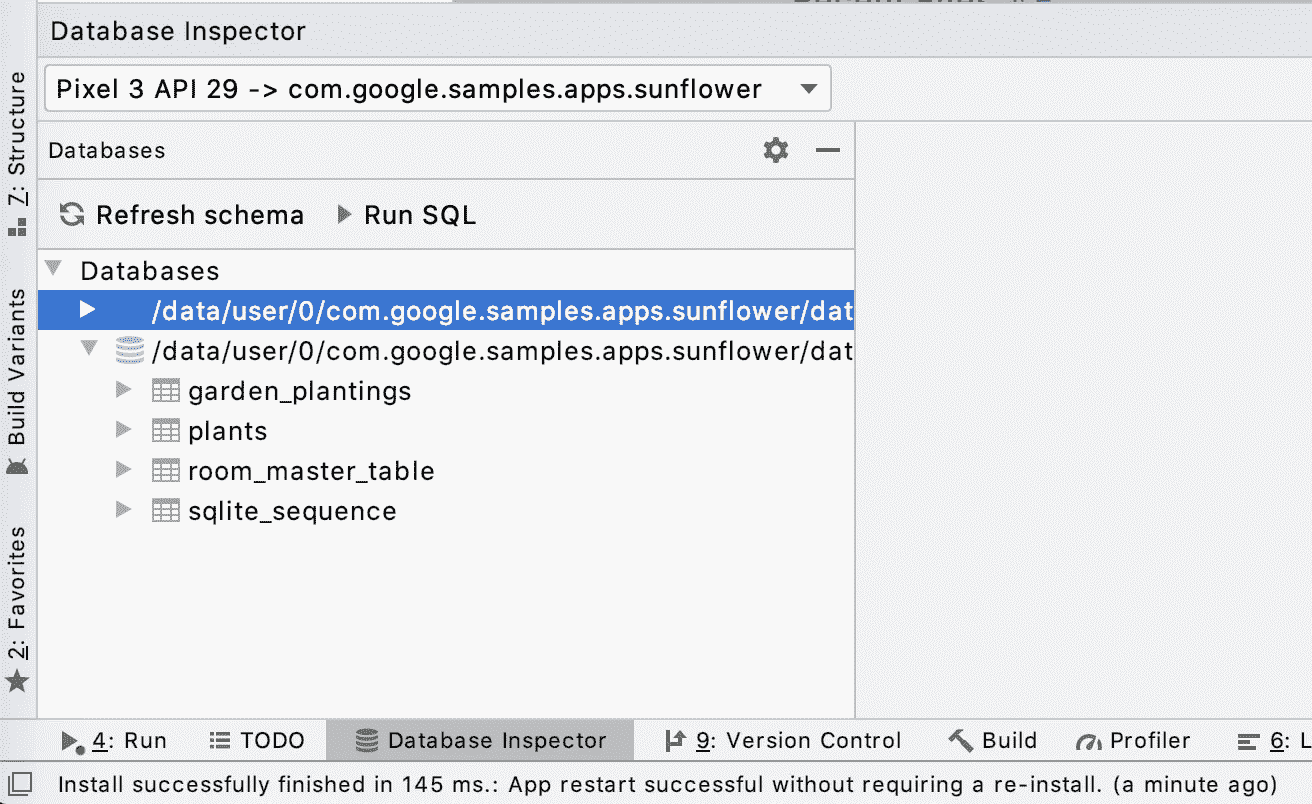 Database Inspector
Pixel 3 API 29 -> com.google.samples.apps.sunflower
Databases
Refresh schema
Run SQL
Databases
/data/user/0/com.google.samples.apps.sunflower/dat
/data/user/0/com.google.samples.apps.sunflower/dat
garden_plantings
plants
room_master_table
sqlite_sequence
7: Structure
Build Variants
2: Favorites
4: Run
TODO
Database Inspector
9: Version Control
Build
Profiler
6: L
Install successfully finished in 145 ms.: App restart successful without requiring a re-install. (a minute ago)